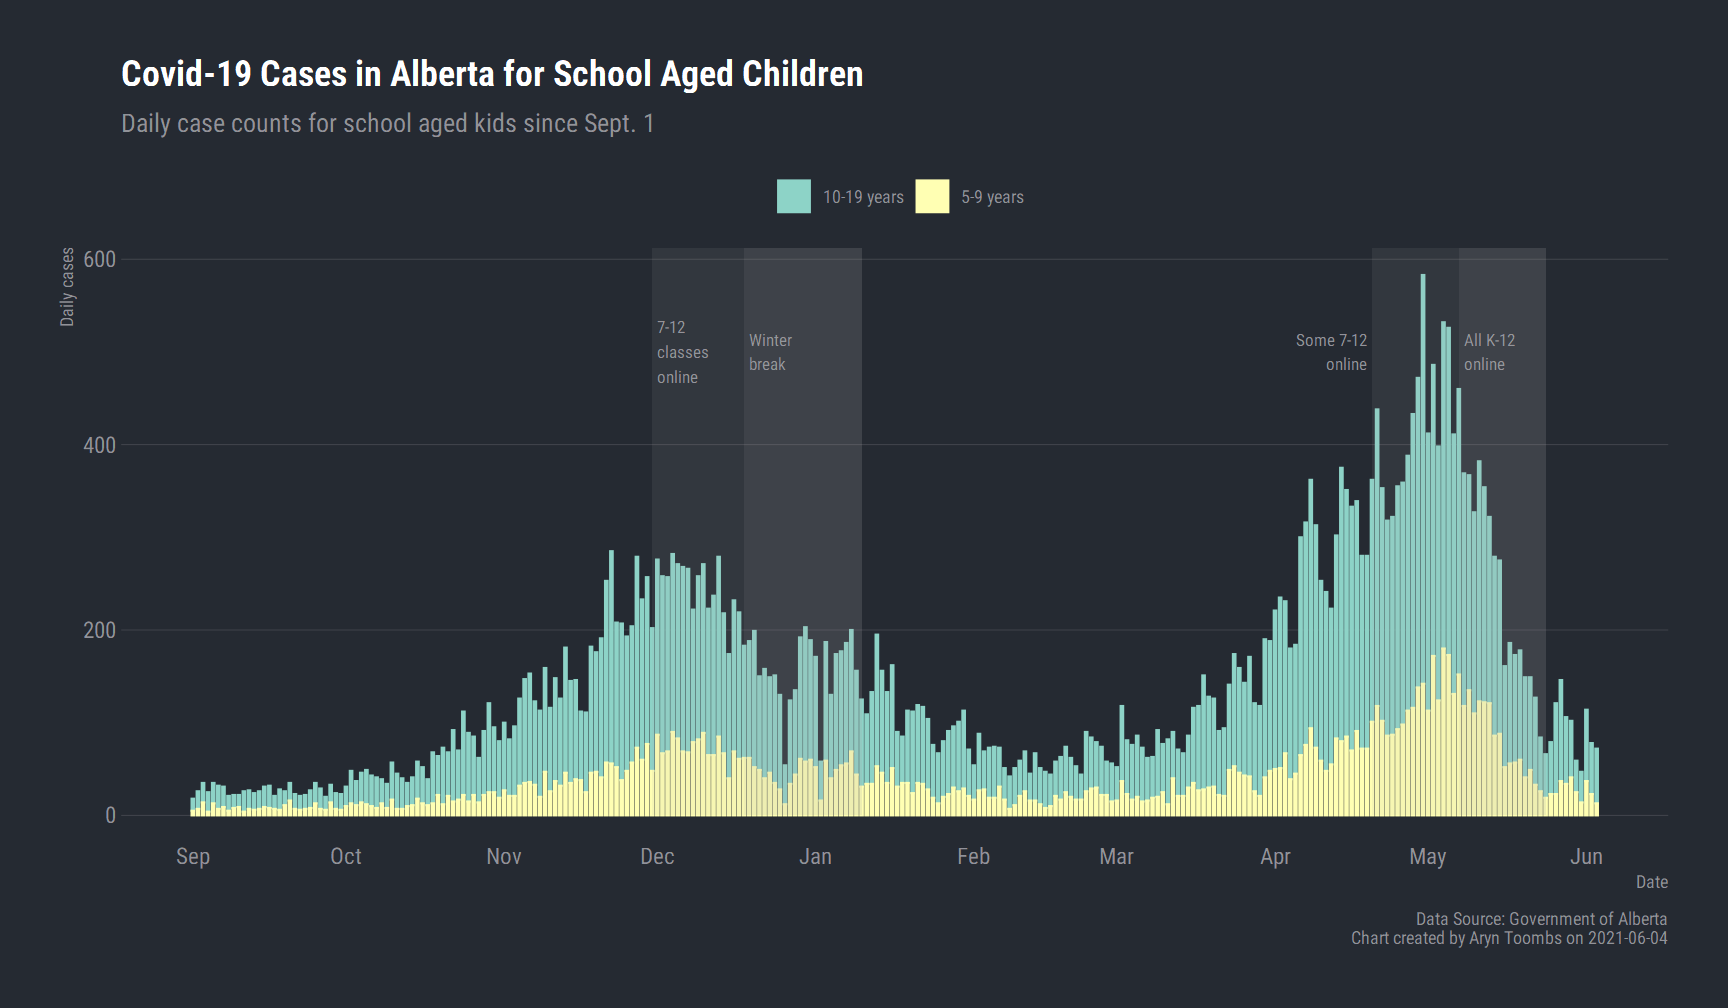 Covid-19 Cases in Alberta for School Aged Children
Daily case counts for school aged kids since Sept. 1
10-19 years
5-9 years
Daily cases
600
400
200
0
7-12
classes
online
Winter
break
Some 7-12
online
All K-12
online
Sep
Oct
Nov
Dec
Jan
Feb
Mar
Apr
May
Jun
Date
Data Source: Government of Alberta
Chart created by Aryn Toombs on 2021-06-04